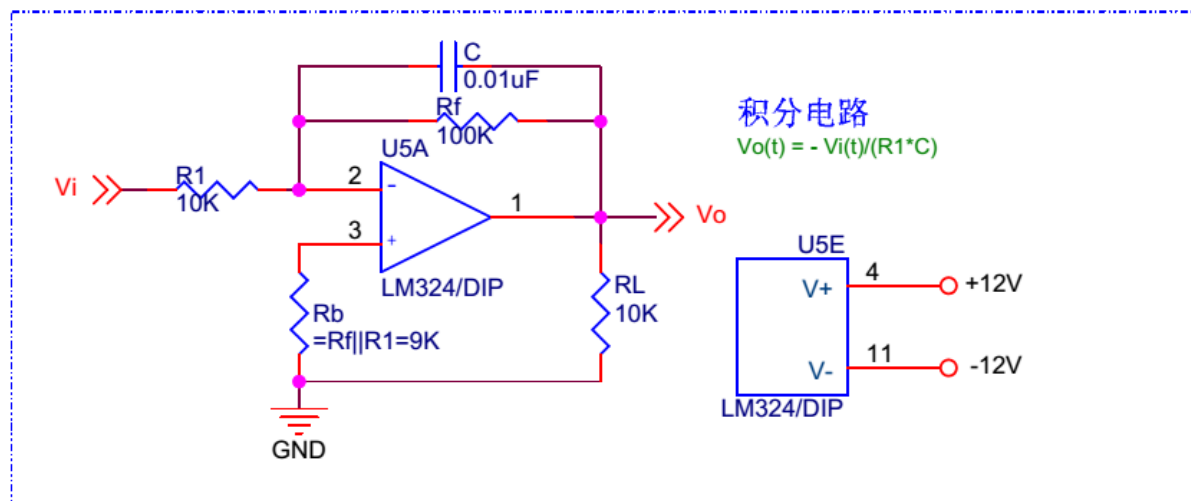 C
0.01uF
Rf
100K
积分电路
Vo(t) = - Vi(t)/(R1*C)
U5A
Vi
R1
10K
2
-
1
Vo
3
+
LM324/DIP
Rb
=Rf||R1=9K
RL
10K
GND
U5E
V+
4
+12V
V-
11
-12V
LM324/DIP